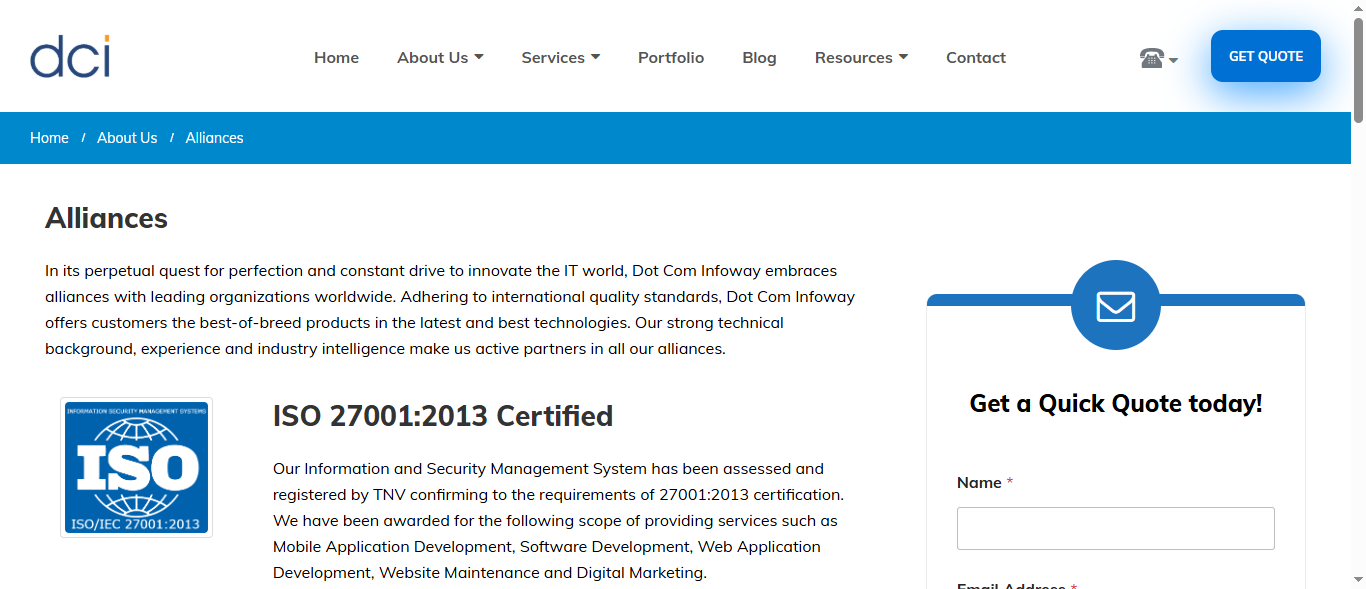 dci
Home About Us Services Portfolio Blog Resources Contact
GET QUOTE
Home / About Us / Alliances
Alliances
In its perpetual quest for perfection and constant drive to innovate the IT world, Dot Com Infoway embraces
alliances with leading organizations worldwide. Adhering to international quality standards, Dot Com Infoway
offers customers the best-of-breed products in the latest and best technologies. Our strong technical
background, experience and industry intelligence make us active partners in all our alliances.
INFORMATION SECURITY MANAGEMENT SYSTEMS
ISO
ISO/IEC 27001:2013
ISO 27001:2013 Certified
Our Information and Security Management System has been assessed and
registered by TNV confirming to the requirements of 27001:2013 certification.
We have been awarded for the following scope of providing services such as
Mobile Application Development, Software Development, Web Application
Development, Website Maintenance and Digital Marketing.
Get a Quick Quote today!
Name *
Email Address *